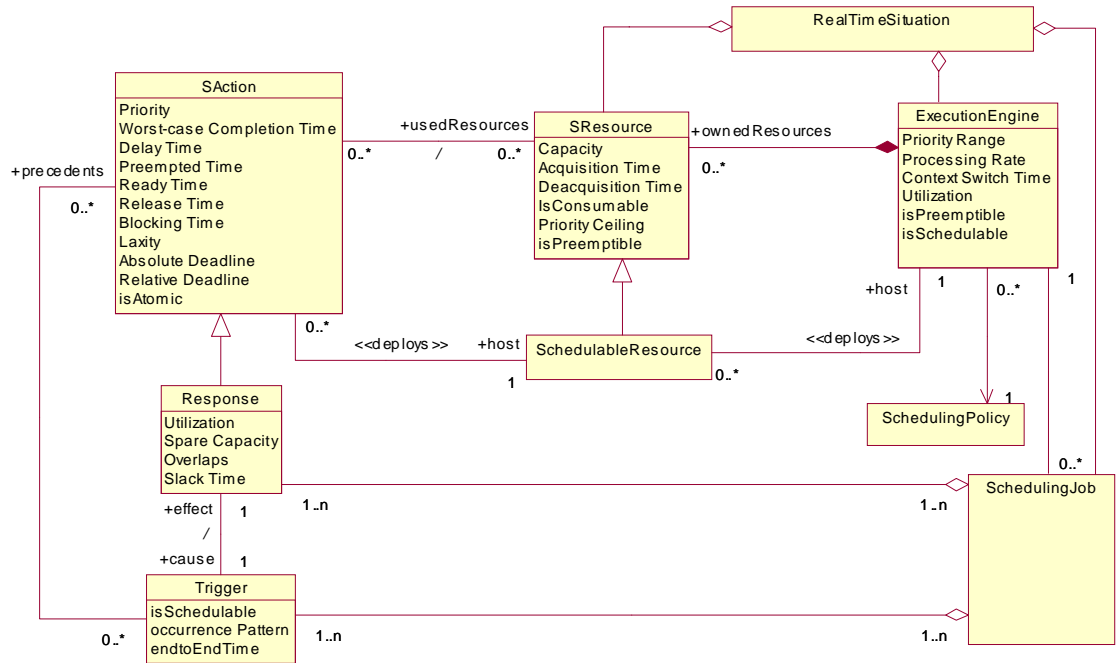 RealTimeSituation
SAction
Priority
Worst-case Completion Time
Delay Time
Preempted Time
Ready Time
Release Time
Blocking Time
Laxity
Absolute Deadline
Relative Deadline
isAtomic
+usedResources
0..*
/
0..*
SResource
Capacity
Acquisition Time
Deacquisition Time
IsConsumable
Priority Ceiling
isPreemptible
+ownedResources
0..*
ExecutionEngine
Priority Range
Processing Rate
Context Switch Time
Utilization
isPreemptible
isSchedulable
+precedents
0..*
+host
1
0..*
1
0..*
<<deploys>>
+host
1
SchedulableResource
<<deploys>>
0..*
1
SchedulingPolicy
Response
Utilization
Spare Capacity
Overlaps
Slack Time
0..*
SchedulingJob
1..n
1..n
+effect
1
/
+cause
1
Trigger
isSchedulable
occurrence Pattern
endtoEndTime
0..*
1..n
1..n